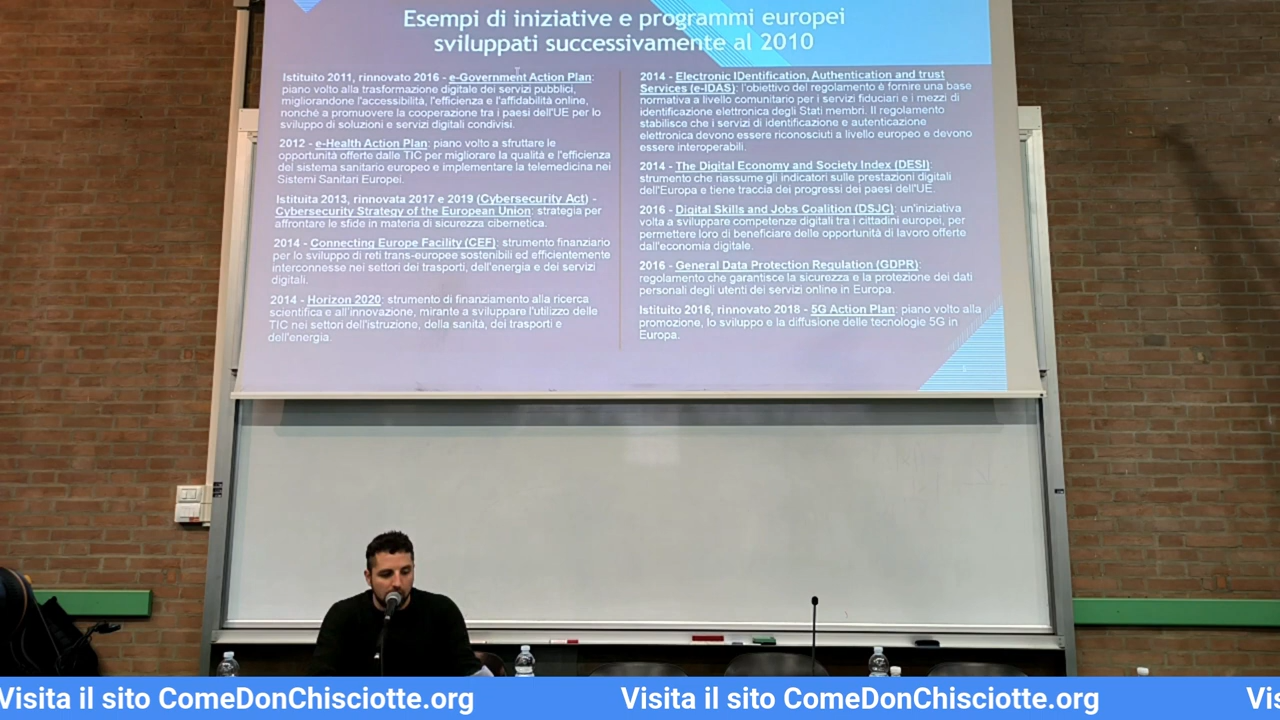 Esempi di iniziative e programmi europei
sviluppati successivamente al 2010
Istituito 2011, rinnovato 2016 - e-Government Action Plan:
piano volto alla trasformazione digitale dei servizi pubblici,
migliorandone l'accessibilità, l'efficienza e l'affidabilità online,
nonché a promuovere la cooperazione tra i paesi dell'UE per lo
sviluppo di soluzioni e servizi digitali condivisi.
2012 - e-Health Action Plan: piano volto a sfruttare le
opportunità offerte dalle TIC per migliorare la qualità e l'efficienza
del sistema sanitario europeo e implementare la telemedicina nei
Sistemi Sanitari Europei.
Istituita 2013, rinnovata 2017 e 2019 (Cybersecurity Act) -
Cybersecurity Strategy of the European Union: strategia per
affrontare le sfide in materia di sicurezza cibernetica.
2014 - Connecting Europe Facility (CEF): strumento finanziario
per lo sviluppo di reti trans-europee sostenibili ed efficientemente
interconnesse nei settori dei trasporti, dell'energia e dei servizi
digitali.
2014 - Horizon 2020: strumento di finanziamento alla ricerca
scientifica e all'innovazione, mirante a sviluppare l'utilizzo delle
TIC nei settori dell'istruzione, della sanità, dei trasporti e
dell'energia.
2014 - Electronic IDentification, Authentication and trust
Services (e-IDAS): l'obiettivo del regolamento è fornire una base
normativa a livello comunitario per i servizi fiduciari e i mezzi di
identificazione elettronica degli Stati membri. Il regolamento
stabilisce che i servizi di identificazione e autenticazione
elettronica devono essere riconosciuti a livello europeo e devono
essere interoperabili.
2014 - The Digital Economy and Society Index (DESI):
strumento che riassume gli indicatori sulle prestazioni digitali
dell'Europa e tiene traccia dei progressi dei paesi dell'UE.
2016 - Digital Skills and Jobs Coalition (DSJC): un'iniziativa
volta a sviluppare competenze digitali tra i cittadini europei, per
permettere loro di beneficiare delle opportunità di lavoro offerte
dall'economia digitale.
2016 - General Data Protection Regulation (GDPR):
regolamento che garantisce la sicurezza e la protezione dei dati
personali degli utenti dei servizi online in Europa.
Istituito 2016, rinnovato 2018 - 5G Action Plan: piano volto alla
promozione, lo sviluppo e la diffusione delle tecnologie 5G in
Europa.
Visita il sito ComeDonChisciotte.org Visita il sito ComeDonChisciotte.org Vis